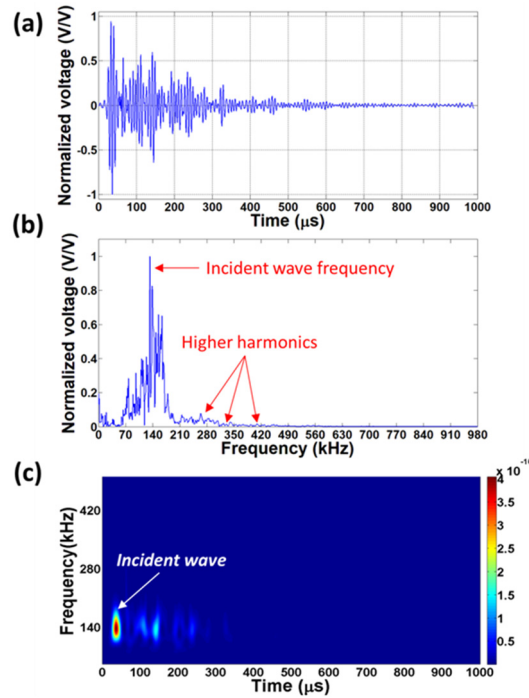 (a)
Normalized voltage (V/V)
1
0.5
0
-0.5
-1
0 100 200 300 400 500 600 700 800 900 1000
Time (μs)
(b)
Normalized voltage (V/V)
1
0.8
0.6
0.4
0.2
0
Incident wave frequency
Higher harmonics
0 70 140 210 280 350 420 490 560 630 700 770 840 910 980
Frequency (kHz)
(c)
Frequency(kHz)
420
280
140
Incident wave
0 100 200 300 400 500 600 700 800 900 1000
Time (μs)
4
3.5
3
2.5
2
1.5
1
0.5